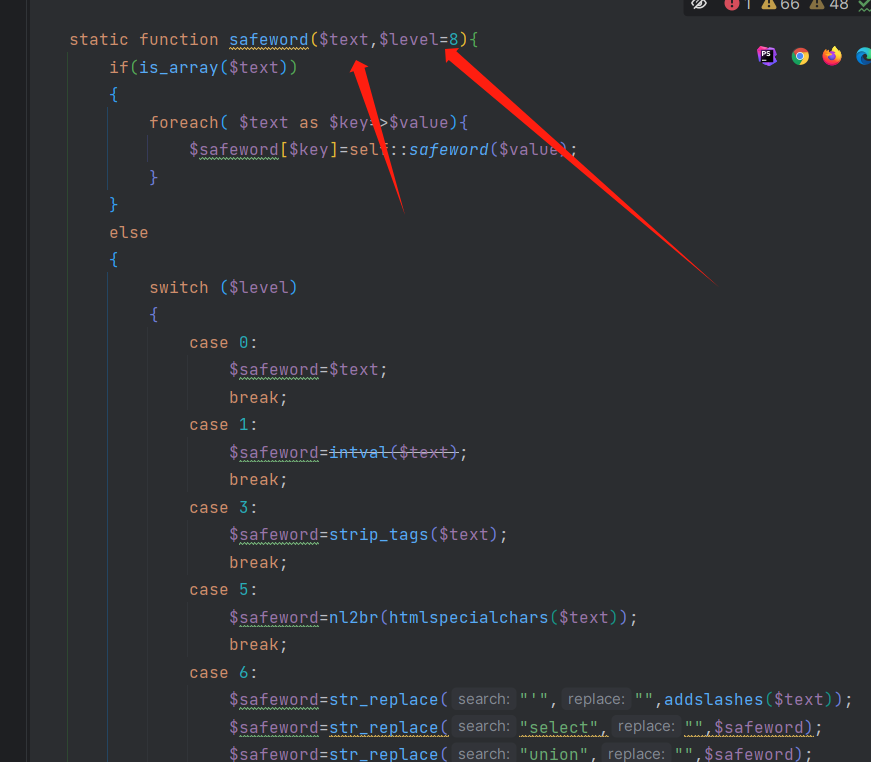 1 66 48
static function safeword($text,$level=8){
PS
if(is_array($text))
{
foreach( $text as $key=>$value){
$safeword[$key]=self::safeword($value);
}
}
else
{
switch ($level)
{
case 0:
$safeword=$text;
break;
case 1:
$safeword=intval($text);
break;
case 3:
$safeword=strip_tags($text);
break;
case 5:
$safeword=nl2br(htmlspecialchars($text));
break;
case 6:
$safeword=str_replace( search: "'", replace: "",addslashes($text));
$safeword=str_replace( search: "select", replace: "",$safeword);
$safeword=str_replace( search: "union", replace: "",$safeword);